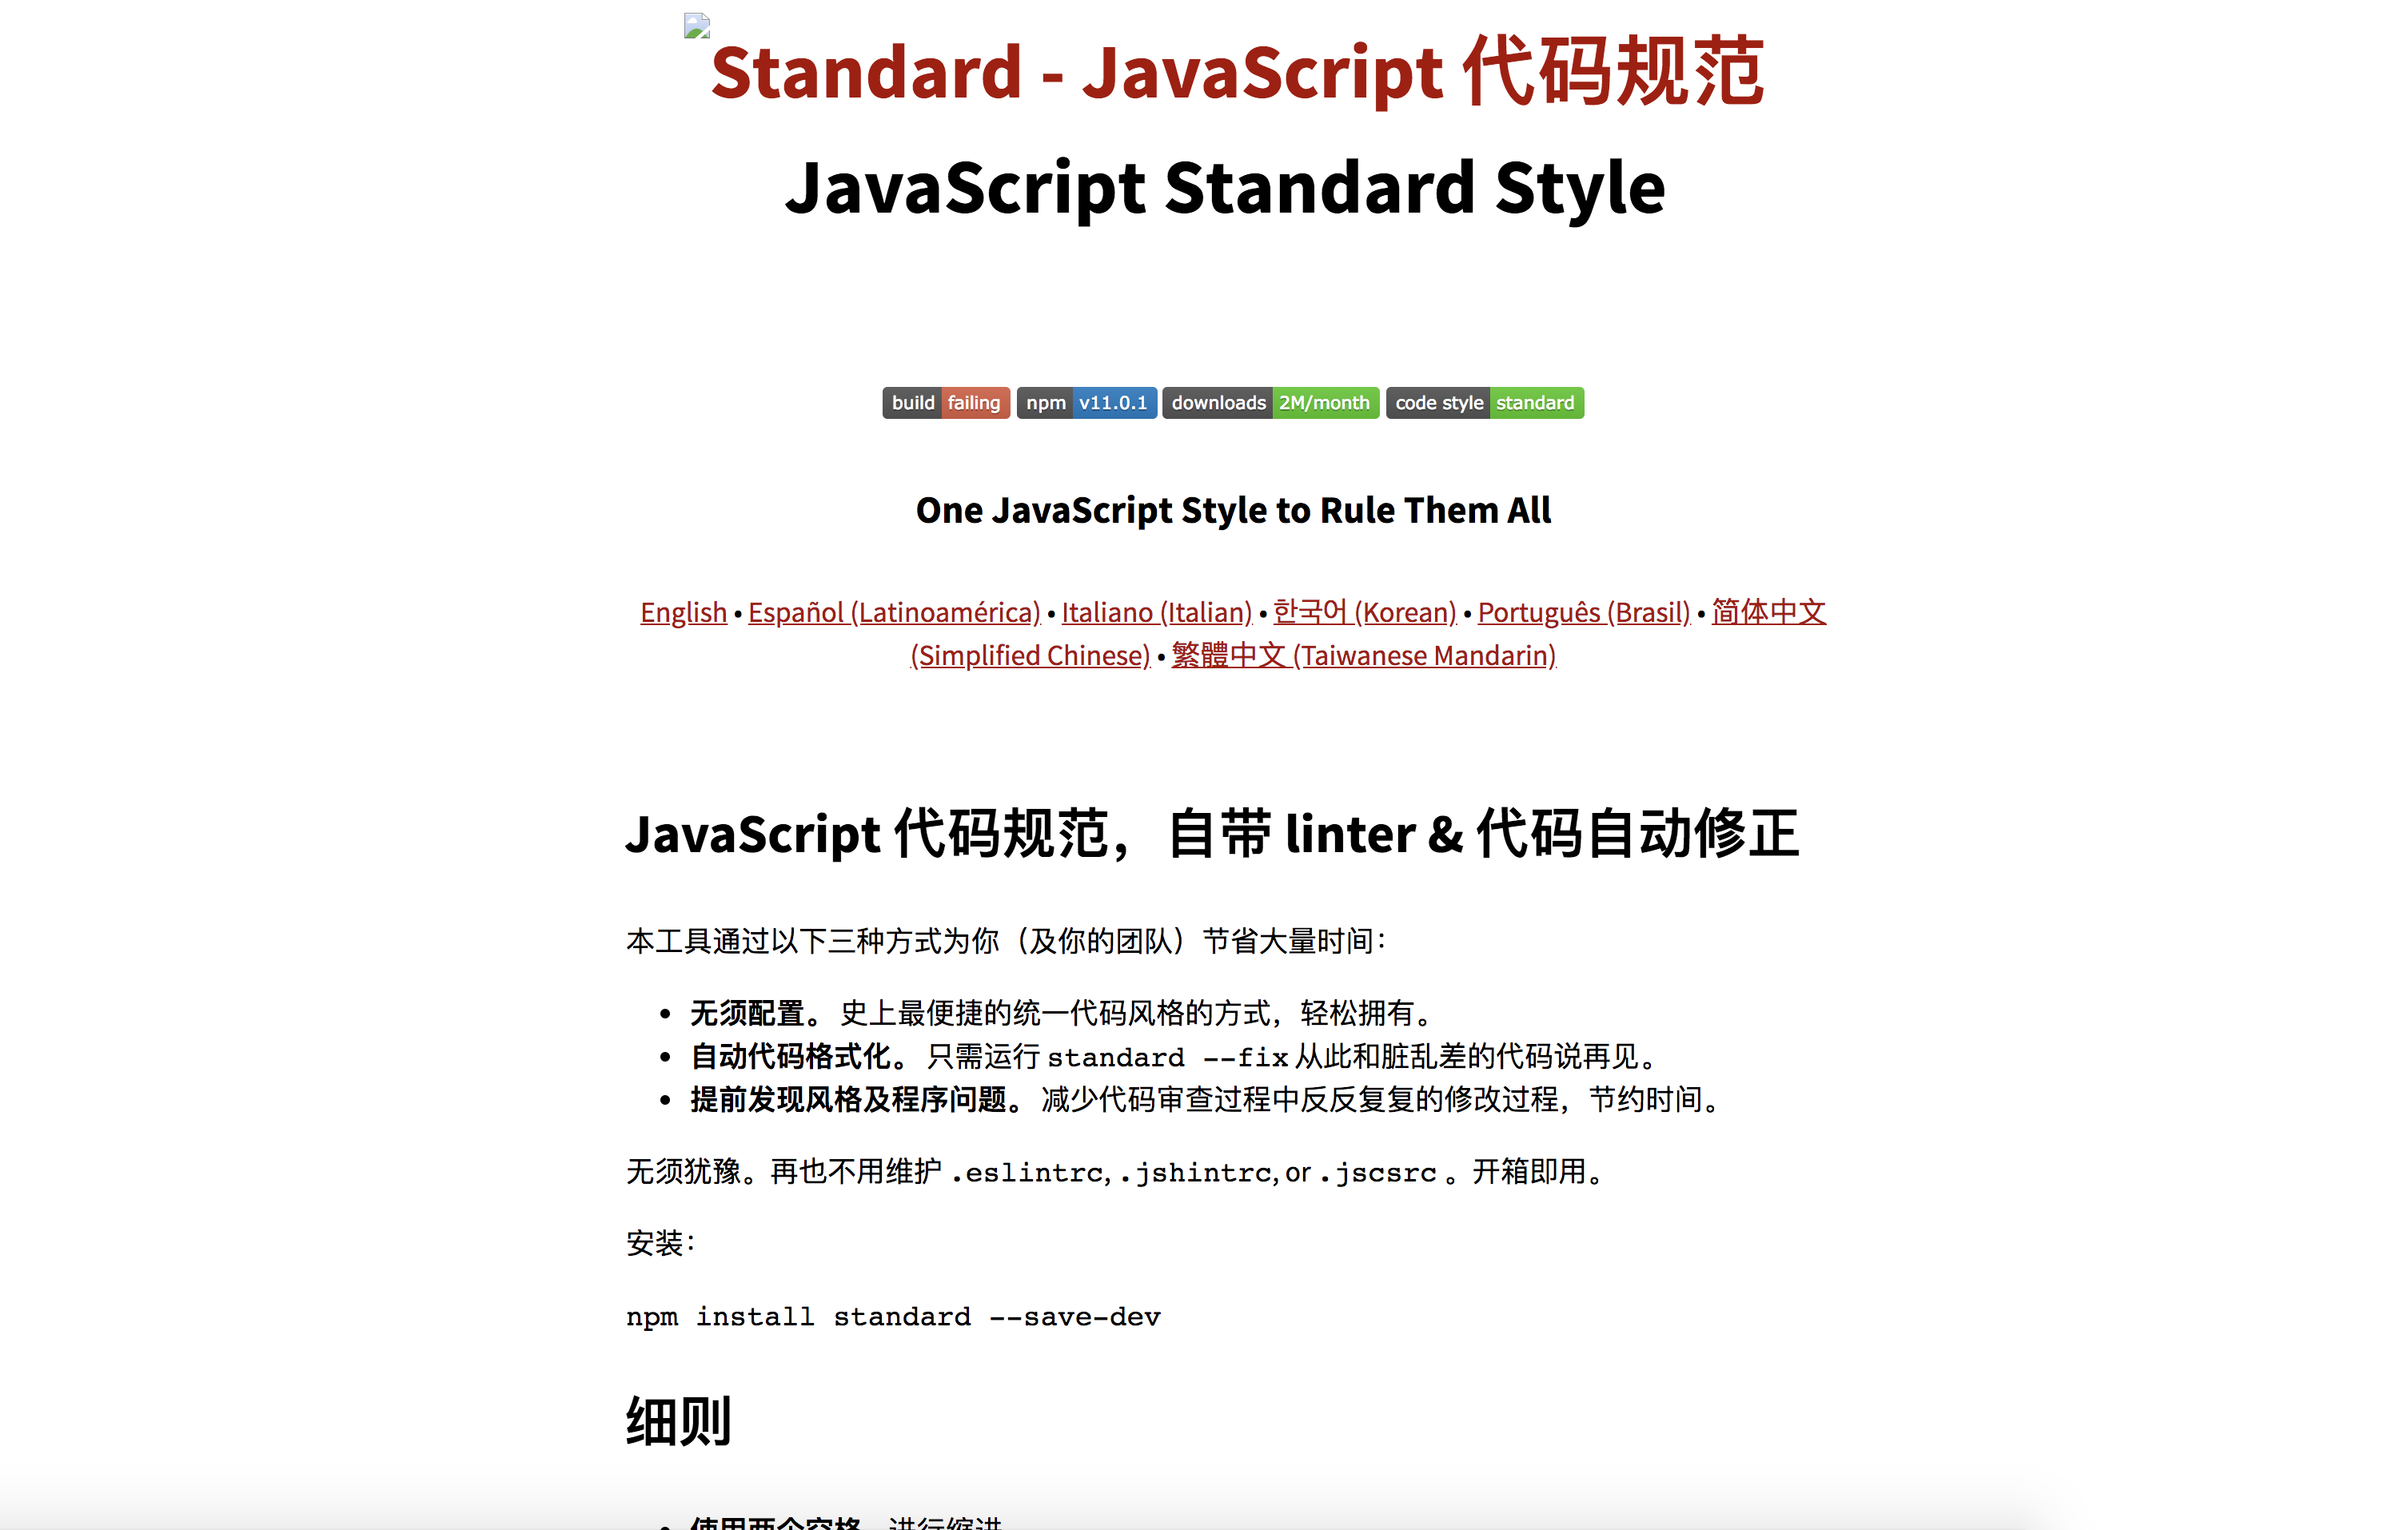 Standard - JavaScript 代码规范
JavaScript Standard Style
build failing npm v11.0.1 downloads 2M/month code style standard
One JavaScript Style to Rule Them All
English • Español (Latinoamérica) • Italiano (Italian) • 한국어 (Korean) • Português (Brasil) • 简体中文
(Simplified Chinese) • 繁體中文 (Taiwanese Mandarin)
JavaScript 代码规范，自带 linter & 代码自动修正
本工具通过以下三种方式为你（及你的团队）节省大量时间：
• 无须配置。 史上最便捷的统一代码风格的方式，轻松拥有。
• 自动代码格式化。 只需运行 standard --fix 从此和脏乱差的代码说再见。
• 提前发现风格及程序问题。 减少代码审查过程中反反复复的修改过程，节约时间。
无须犹豫。再也不用维护 .eslintrc, .jshintrc, or .jscsrc 。开箱即用。
安装：
npm install standard --save-dev
细则
• 使用两个空格 – 进行缩进